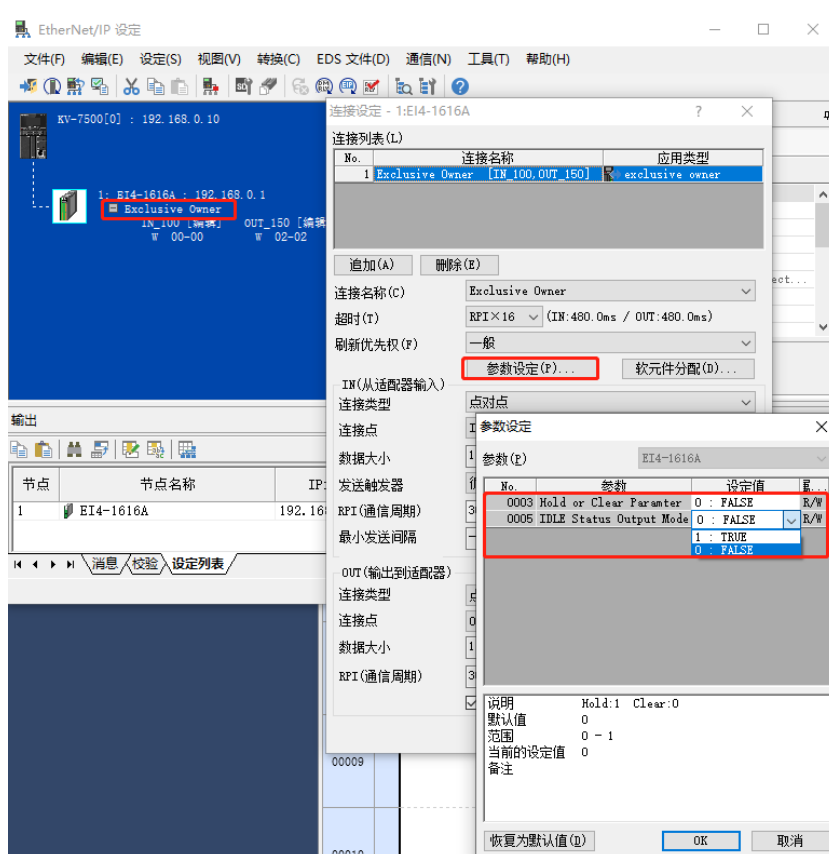 EtherNet/IP 设定
文件(F) 编辑(E) 设定(S) 视图(V) 转换(C) EDS 文件(D) 通信(N) 工具(T) 帮助(H)
KV-7500[0] : 192.168.0.10
1: EI4-1616A : 192.168.0.1
Exclusive Owner
IN_100 [编辑] OUT_150 [编辑
W 00-00 W 02-02
连接设定 - 1:EI4-1616A
连接列表(L)
No. 连接名称 应用类型
1 Exclusive Owner [IN_100,OUT_150] exclusive owner
追加(A) 删除(E)
连接名称(C) Exclusive Owner
超时(T) RPI×16 (IN:480.0ms / OUT:480.0ms)
刷新优先权(F) 一般
参数设定(P)... 软元件分配(D)...
IN(从适配器输入)
连接类型 点对点
连接点
数据大小 1
发送触发器
RPI(通信周期) 3
最小发送间隔
OUT(输出到适配器)
连接类型
连接点
数据大小 1
RPI(通信周期) 3
ect...
输出
节点 节点名称 IP
1 EI4-1616A 192.16
消息 校验 设定列表
参数设定
参数(P) EI4-1616A
No. 参数 设定值
0003 Hold or Clear Paramter 0 : FALSE R/W
0005 IDLE Status Output Mode 0 : FALSE R/W
1 : TRUE
0 : FALSE
说明 Hold:1 Clear:0
默认值 0
范围 0 - 1
当前的设定值 0
备注
恢复为默认值(D) OK 取消
00009
00010